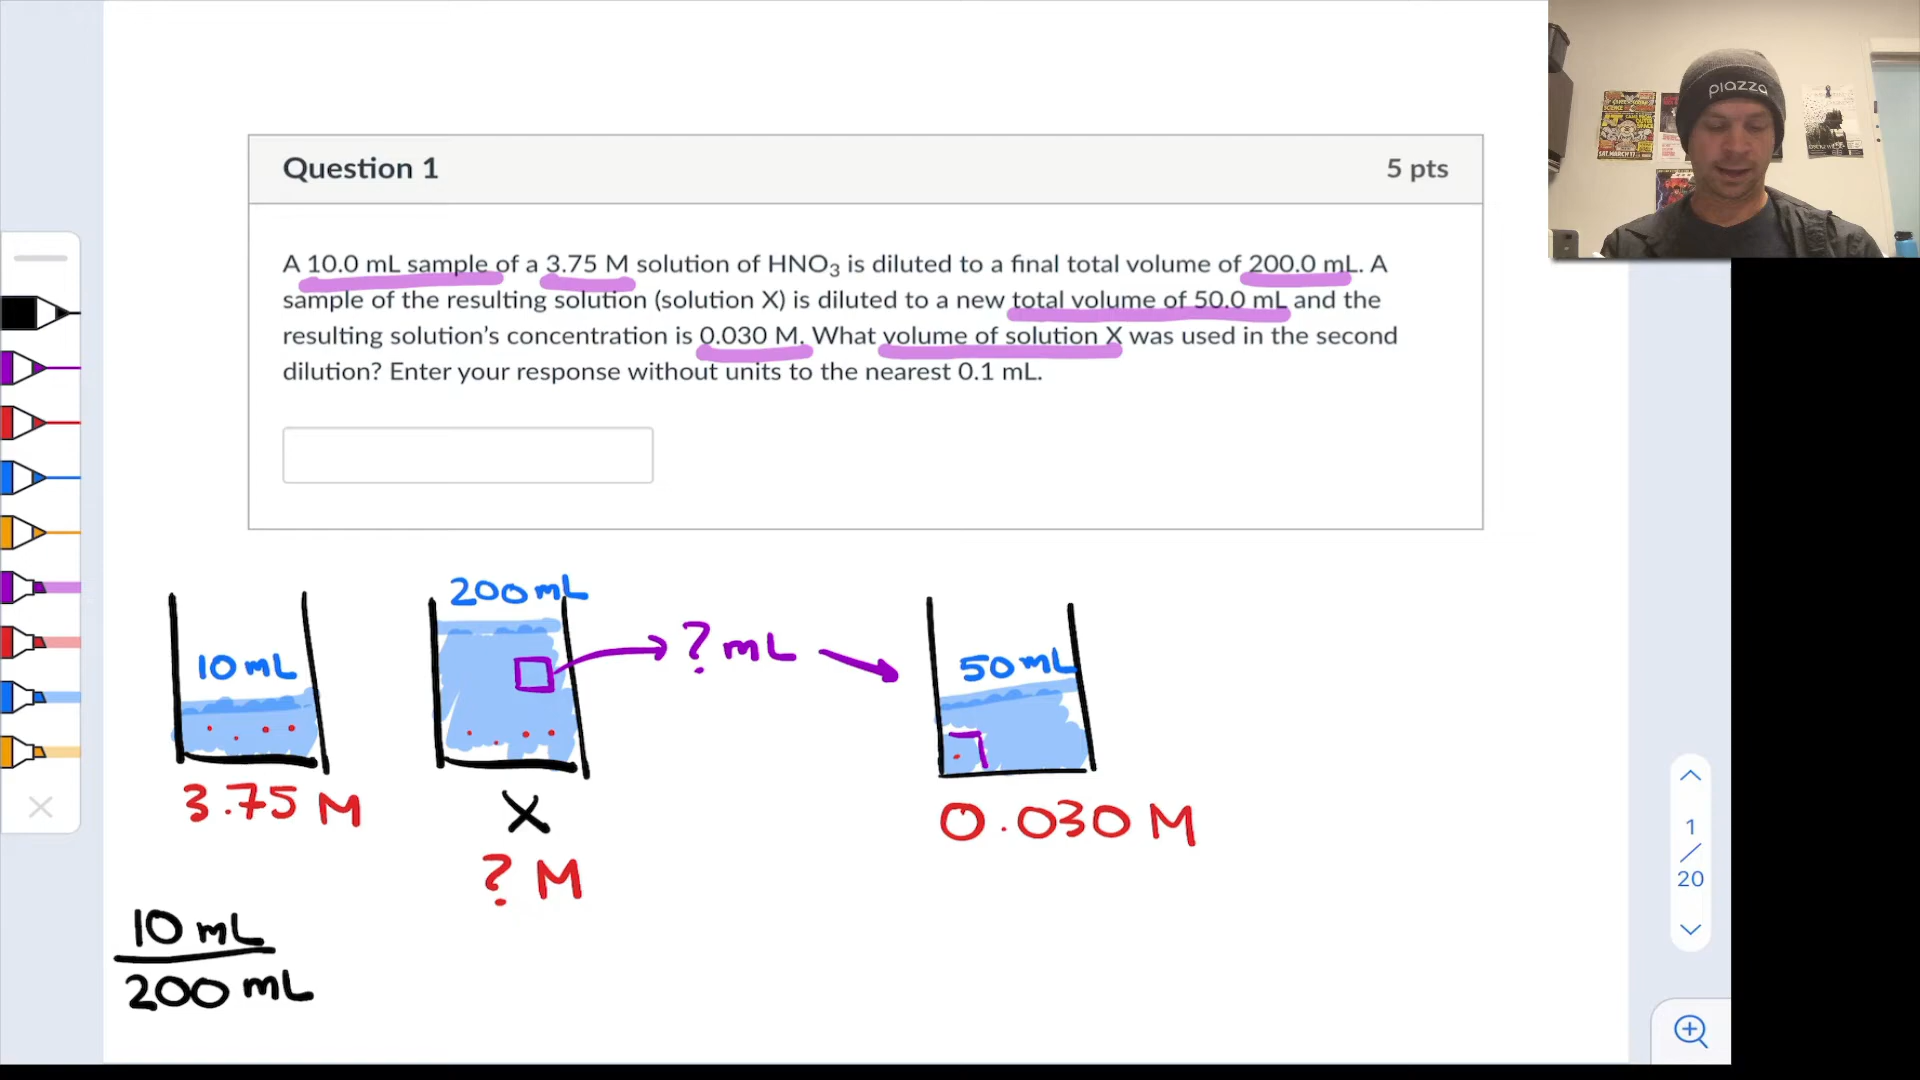 Question 1
5 pts
A 10.0 mL sample of a 3.75 M solution of HNO₃ is diluted to a final total volume of 200.0 mL. A
sample of the resulting solution (solution X) is diluted to a new total volume of 50.0 mL and the
resulting solution’s concentration is 0.030 M. What volume of solution X was used in the second
dilution? Enter your response without units to the nearest 0.1 mL.
10 mL
200 mL
? mL
50 mL
3.75 M
X
? M
0.030 M
10 mL
200 mL
1
/
20
piazza
SAT. MARCH 17